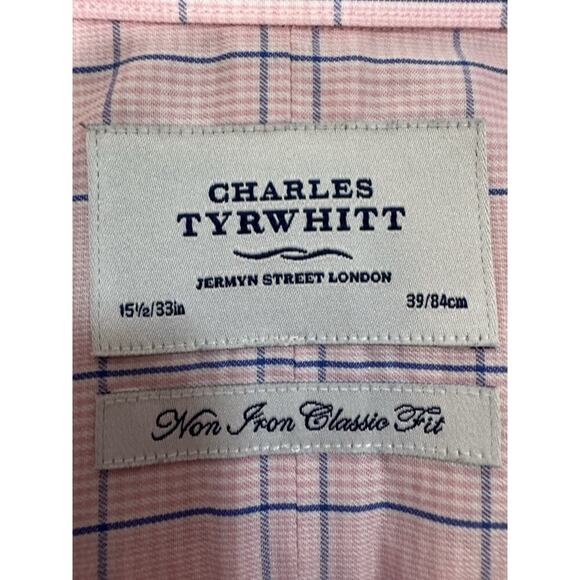 CHARLES
TYRWHITT
JERMYN STREET LONDON
15½/33in 39/84cm
Non Iron Classic Fit